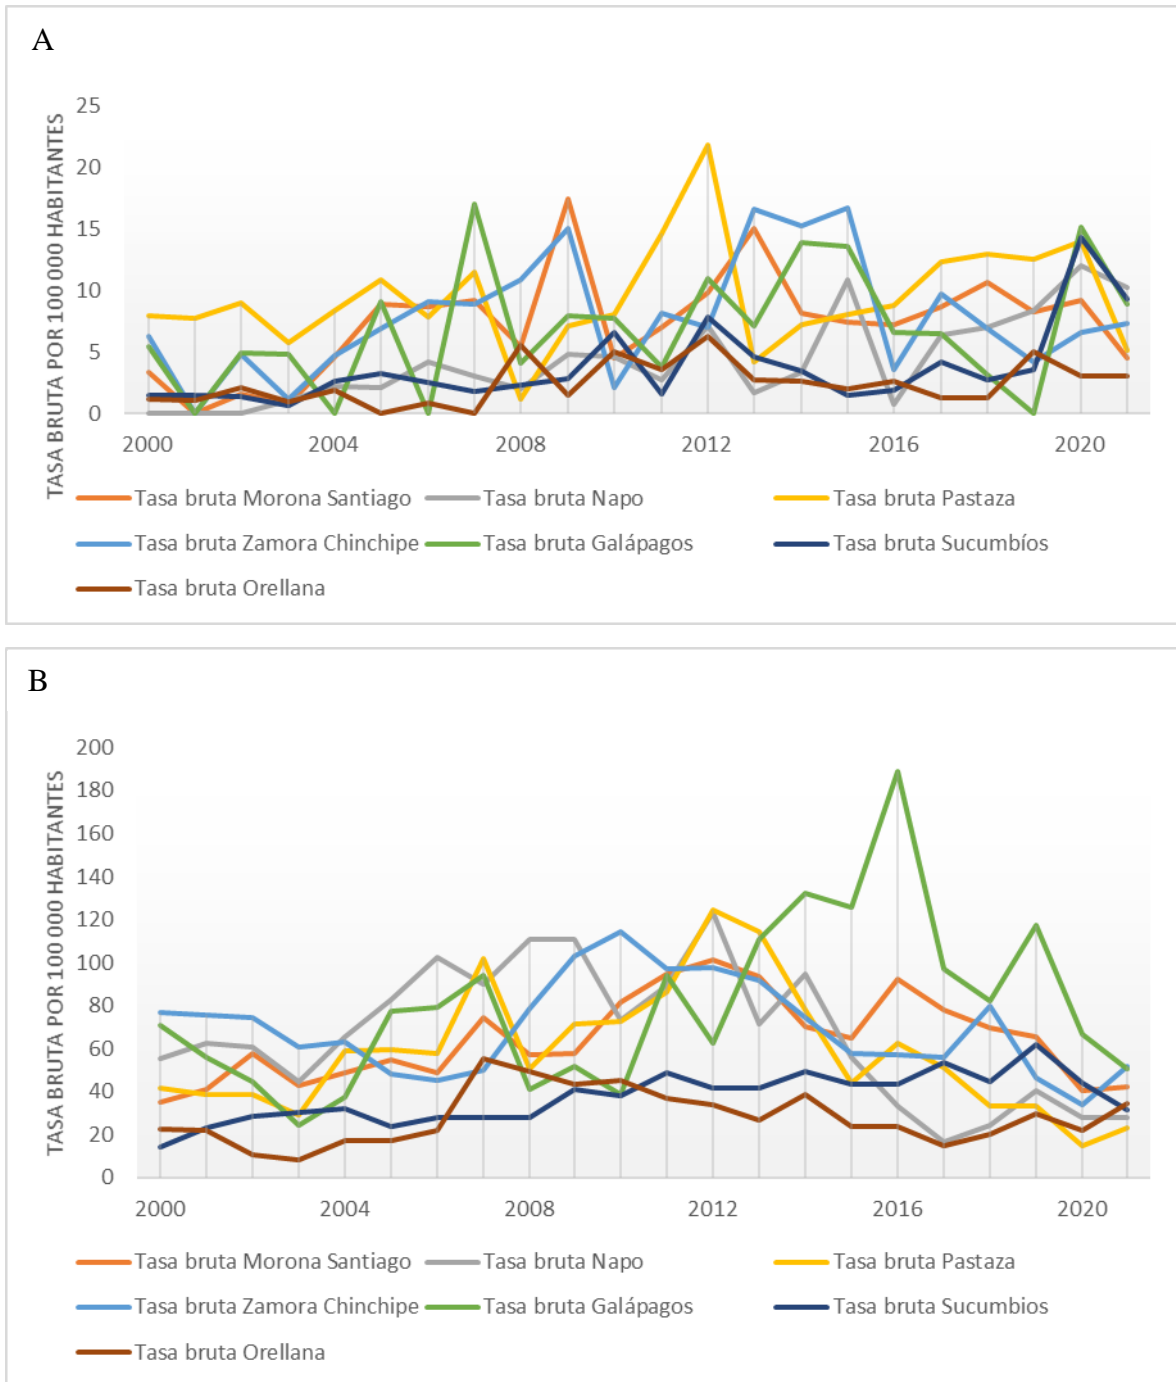 A
TASA BRUTA POR 100 000 HABITANTES
25
20
15
10
5
0
2000 2004 2008 2012 2016 2020
Tasa bruta Morona Santiago Tasa bruta Napo Tasa bruta Pastaza
Tasa bruta Zamora Chinchipe Tasa bruta Galápagos Tasa bruta Sucumbíos
Tasa bruta Orellana
B
TASA BRUTA POR 100 000 HABITANTES
200
180
160
140
120
100
80
60
40
20
0
2000 2004 2008 2012 2016 2020
Tasa bruta Morona Santiago Tasa bruta Napo Tasa bruta Pastaza
Tasa bruta Zamora Chinchipe Tasa bruta Galápagos Tasa bruta Sucumbios
Tasa bruta Orellana